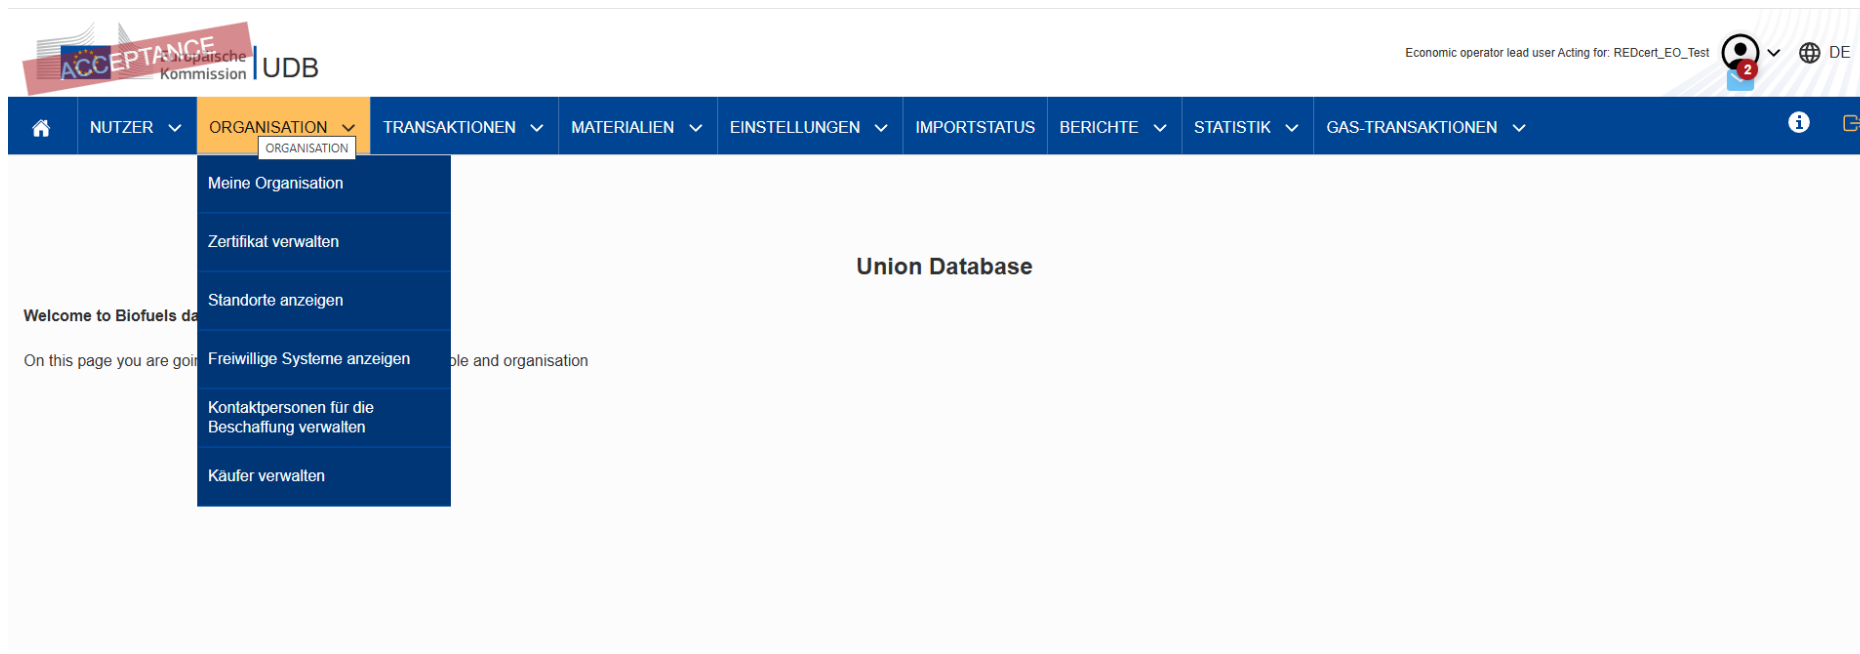 ACCEPTANCE
Europäische
Kommission
UDB
Economic operator lead user Acting for: REDcert_EO_Test
2
DE
NUTZER
ORGANISATION
TRANSAKTIONEN
MATERIALIEN
EINSTELLUNGEN
IMPORTSTATUS
BERICHTE
STATISTIK
GAS-TRANSAKTIONEN
ORGANISATION
Meine Organisation
Zertifikat verwalten
Standorte anzeigen
Freiwillige Systeme anzeigen
Kontaktpersonen für die
Beschaffung verwalten
Käufer verwalten
Union Database
Welcome to Biofuels da
On this page you are goi
ole and organisation